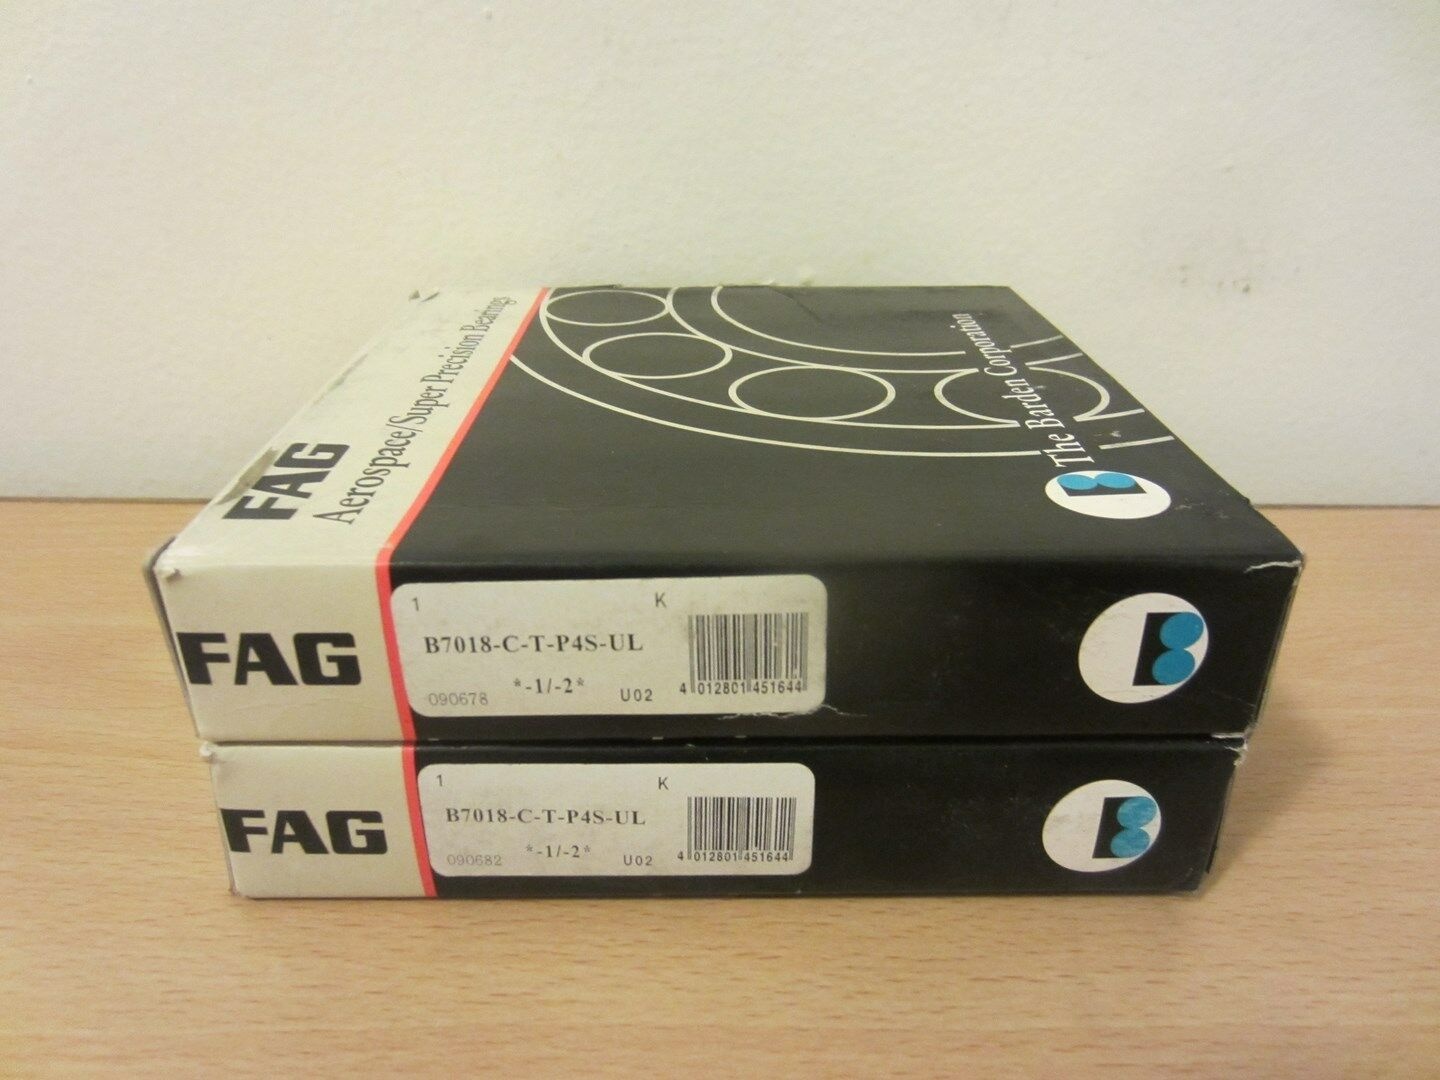 FAG
Aerospace/Super Precision Bearings
The Barden Corporation
B
FAG
1 K
B7018-C-T-P4S-UL
*-1/-2*
090678 U02
4 012801 451644
B
FAG
1 K
B7018-C-T-P4S-UL
*-1/-2*
090682 U02
4 012801 451644
B